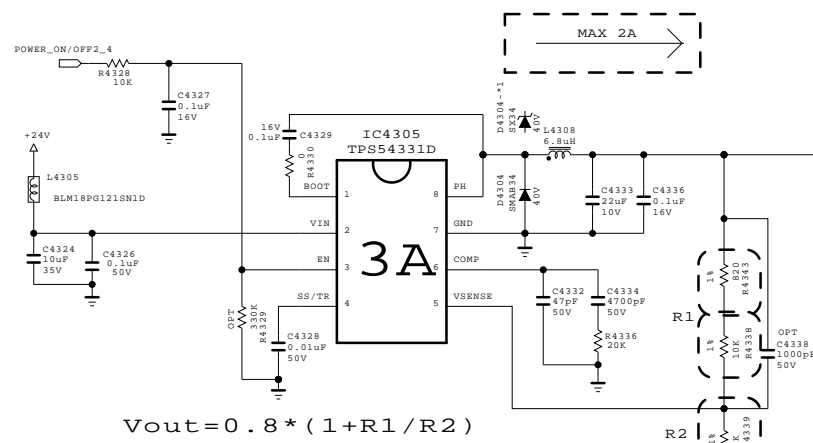 MAX 2A
POWER_ON/OFF2_4
R4328
10K
C4327
0.1uF
16V
+24V
L4305
BLM18PG121SN1D
C4324
10uF
35V
C4326
0.1uF
50V
16V
0.1uF
C4329
0
R4330
IC4305
TPS54331D
3A
BOOT
1
VIN
2
EN
3
SS/TR
4
8
PH
7
GND
6
COMP
5
VSENSE
OPT
330K
R4329
C4328
0.01uF
50V
D4304-*1
SX34
40V
D4304
SMAB34
40V
L4308
6.8uH
C4333
22uF
10V
C4336
0.1uF
16V
C4332
47pF
50V
C4334
4700pF
50V
R4336
20K
1%
820
R4343
R1
1%
10K
R4338
OPT
C4338
1000pF
50V
R2
1%
K
4339
Vout=0.8*(1+R1/R2)